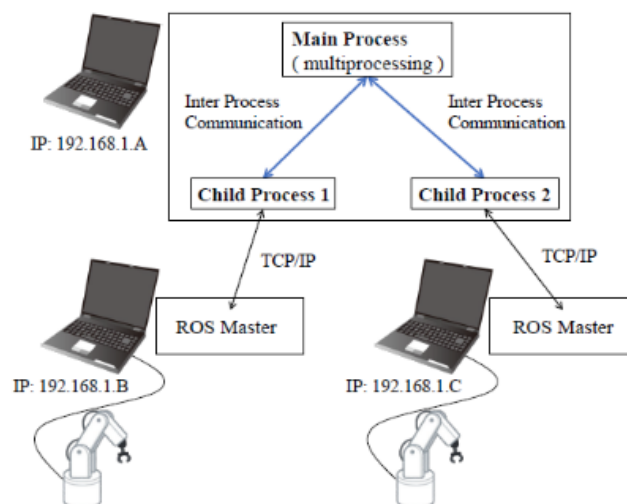 Main Process
( multiprocessing )
Inter Process
Communication
Inter Process
Communication
IP: 192.168.1.A
Child Process 1
Child Process 2
TCP/IP
TCP/IP
ROS Master
ROS Master
IP: 192.168.1.B
IP: 192.168.1.C